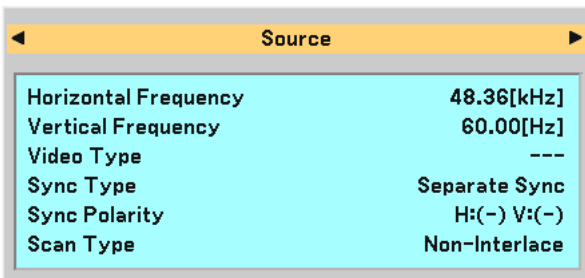 Source
Horizontal Frequency 48.36[kHz]
Vertical Frequency 60.00[Hz]
Video Type ---
Sync Type Separate Sync
Sync Polarity H:(-) V:(-)
Scan Type Non-Interlace